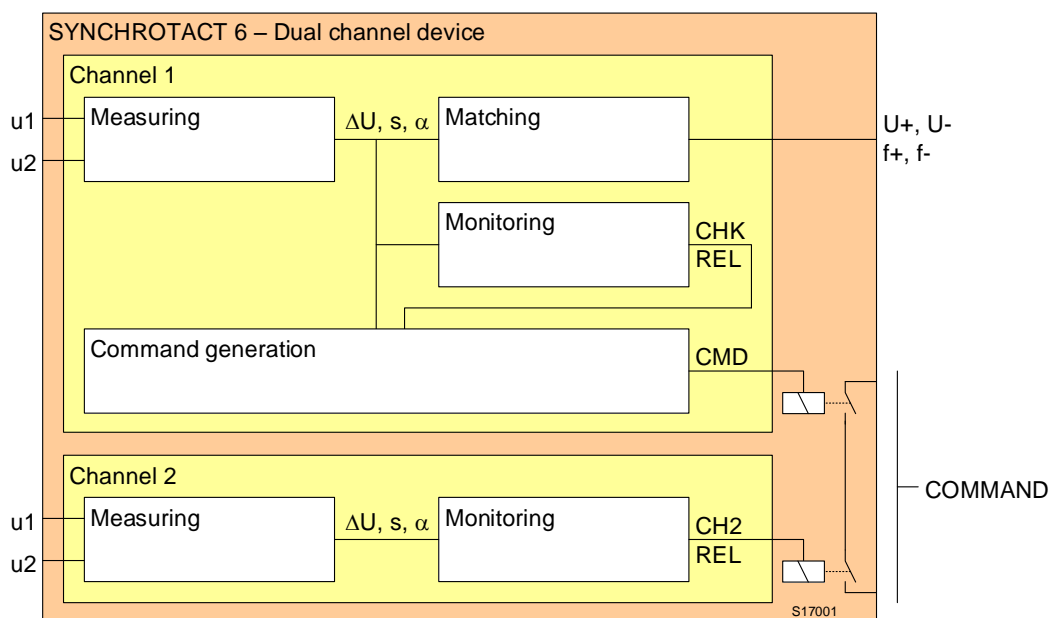 SYNCHROTACT 6 – Dual channel device
Channel 1
u1
u2
Measuring
ΔU, s, α
Matching
U+, U-
f+, f-
Monitoring
CHK
REL
Command generation
CMD
COMMAND
Channel 2
u1
u2
Measuring
ΔU, s, α
Monitoring
CH2
REL
S17001